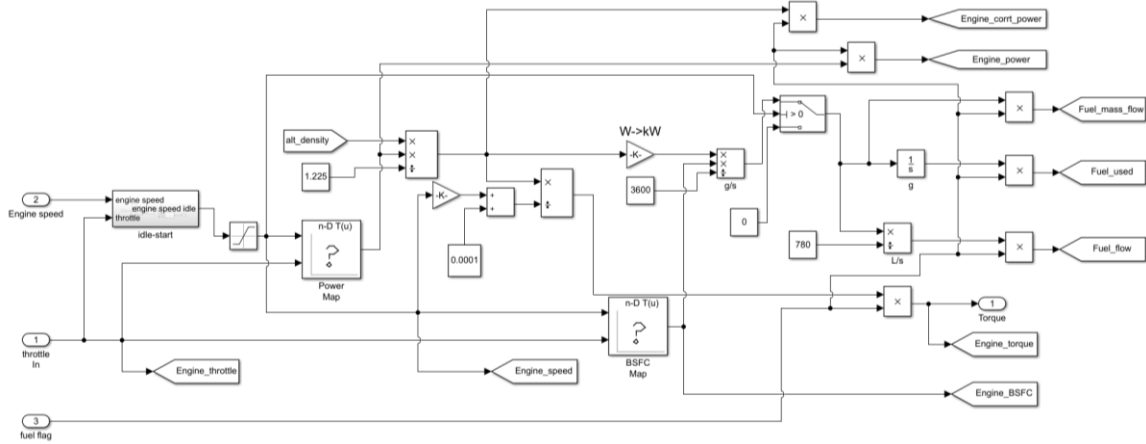 Engine_corrt_power
×
Engine_power
×
Fuel_mass_flow
×
W->kW
> 0
alt_density
×
×
÷
1.225
-K-
×
×
÷
g/s
3600
1
s
g
×
Fuel_used
2
Engine speed
engine speed
engine speed idle
throttle
idle-start
-K-
+
+
×
÷
0
n-D T(u)
Power
Map
0.0001
780
×
÷
L/s
×
Fuel_flow
n-D T(u)
BSFC
Map
×
1
Torque
1
throttle
In
Engine_throttle
Engine_speed
Engine_torque
Engine_BSFC
3
fuel flag